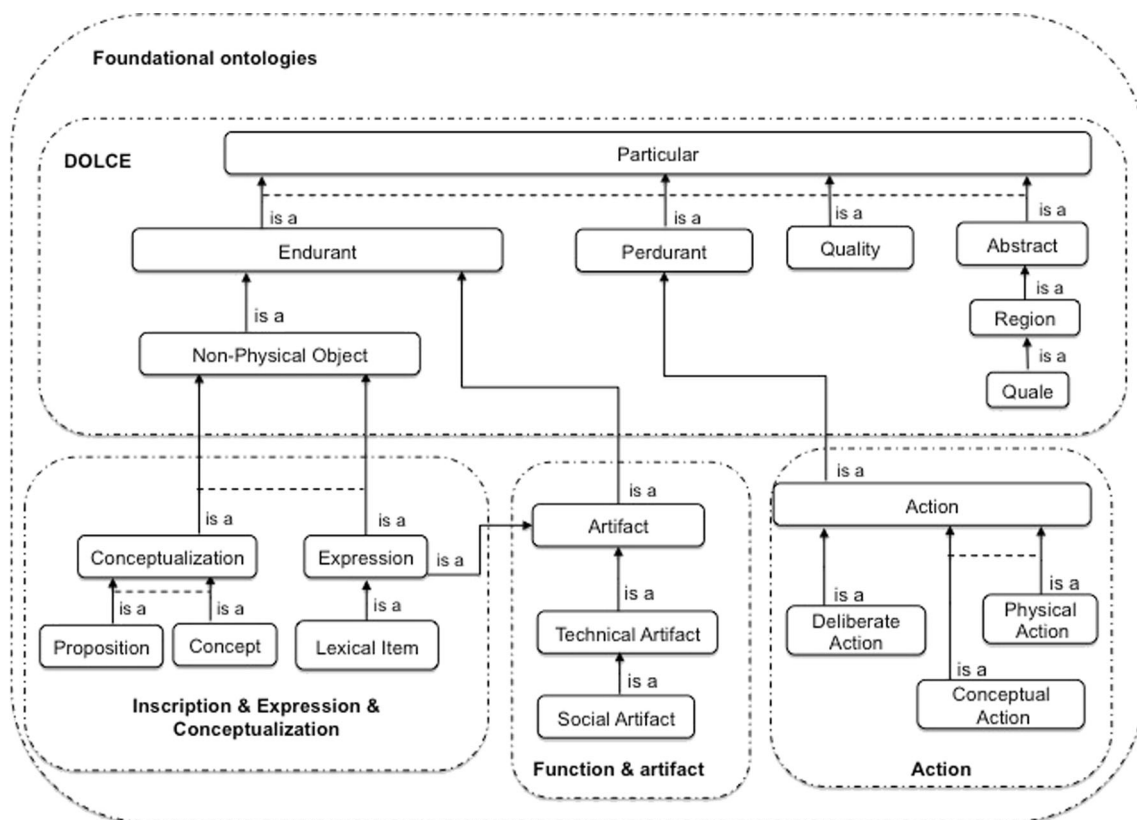 Foundational ontologies
DOLCE
Particular
is a
is a
is a
is a
Endurant
Perdurant
Quality
Abstract
is a
is a
Region
Non-Physical Object
is a
Quale
is a
is a
is a
is a
Action
Artifact
Conceptualization
Expression
is a
is a
is a
is a
is a
is a
is a
Deliberate
Action
Physical
Action
Proposition
Concept
Lexical Item
Technical Artifact
is a
is a
Conceptual
Action
Social Artifact
Inscription & Expression &
Conceptualization
Function & artifact
Action